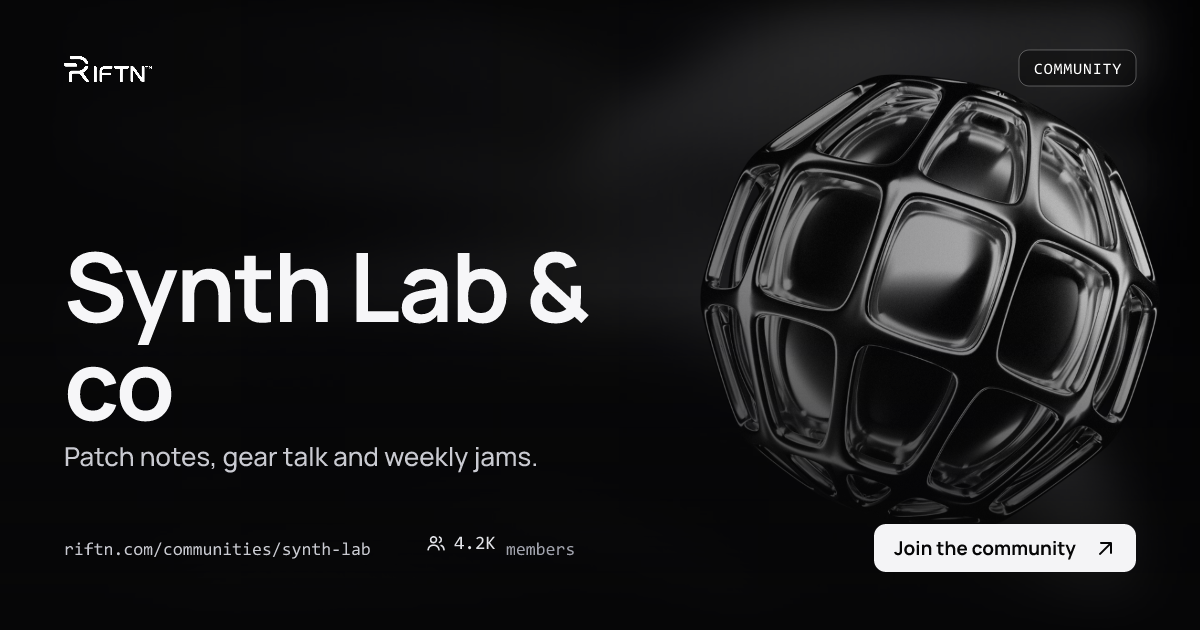 RIFTN™
COMMUNITY
Synth Lab &
co
Patch notes, gear talk and weekly jams.
riftn.com/communities/synth-lab
4.2K members
Join the community